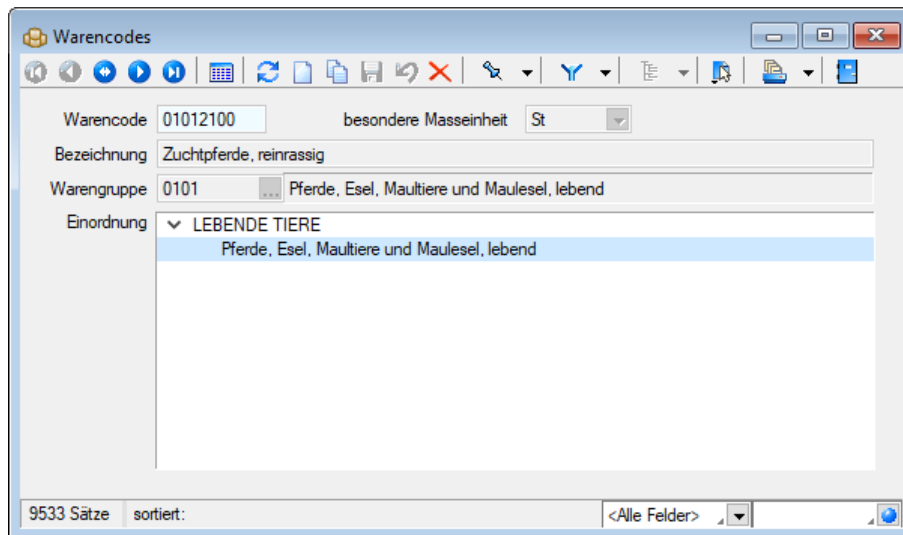 Warencodes
Warencode 01012100 besondere Masseinheit St
Bezeichnung Zuchtpferde, reinrassig
Warengruppe 0101 ... Pferde, Esel, Maultiere und Maulesel, lebend
Einordnung LEBENDE TIERE
Pferde, Esel, Maultiere und Maulesel, lebend
9533 Sätze sortiert: <Alle Felder>